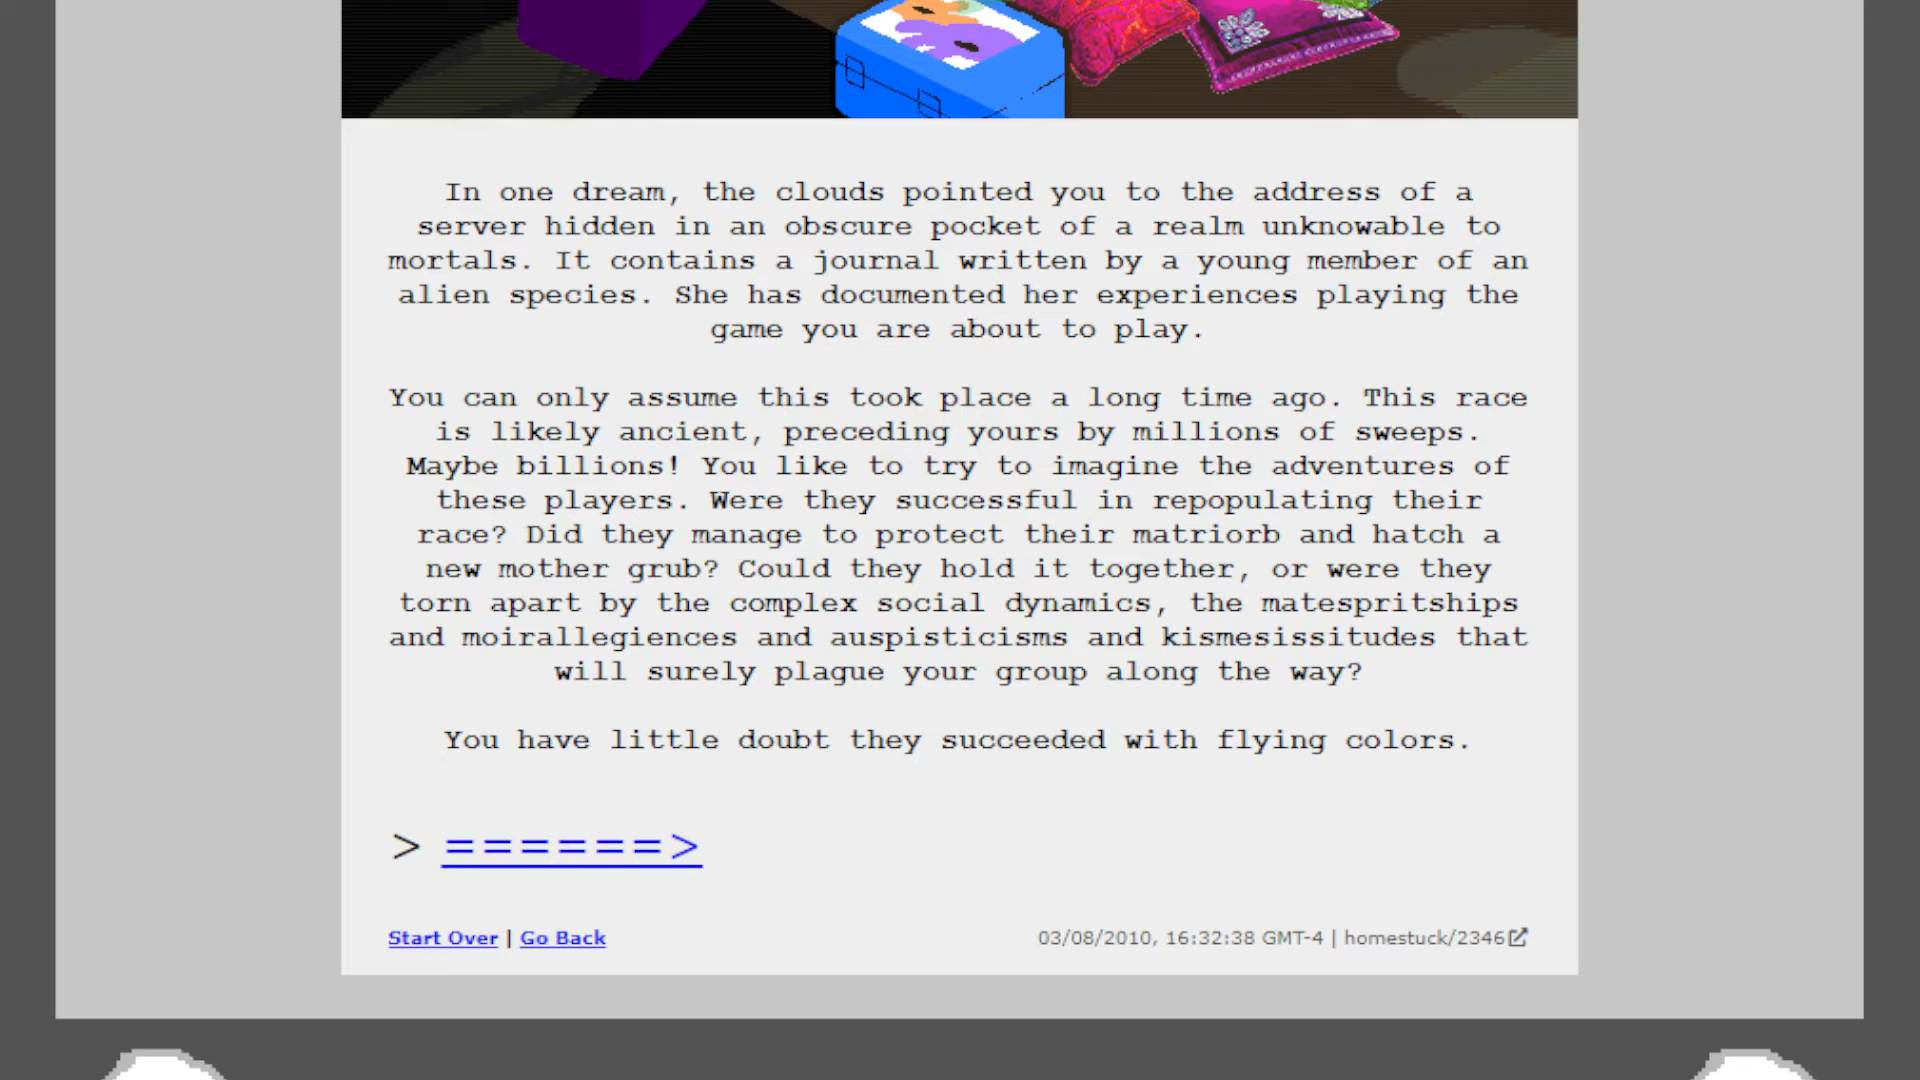 In one dream, the clouds pointed you to the address of a
server hidden in an obscure pocket of a realm unknowable to
mortals. It contains a journal written by a young member of an
alien species. She has documented her experiences playing the
game you are about to play.
You can only assume this took place a long time ago. This race
is likely ancient, preceding yours by millions of sweeps.
Maybe billions! You like to try to imagine the adventures of
these players. Were they successful in repopulating their
race? Did they manage to protect their matriorb and hatch a
new mother grub? Could they hold it together, or were they
torn apart by the complex social dynamics, the matespritships
and moirallegiences and auspisticisms and kismesissitudes that
will surely plague your group along the way?
You have little doubt they succeeded with flying colors.
> ======>
Start Over | Go Back
03/08/2010, 16:32:38 GMT-4 | homestuck/2346